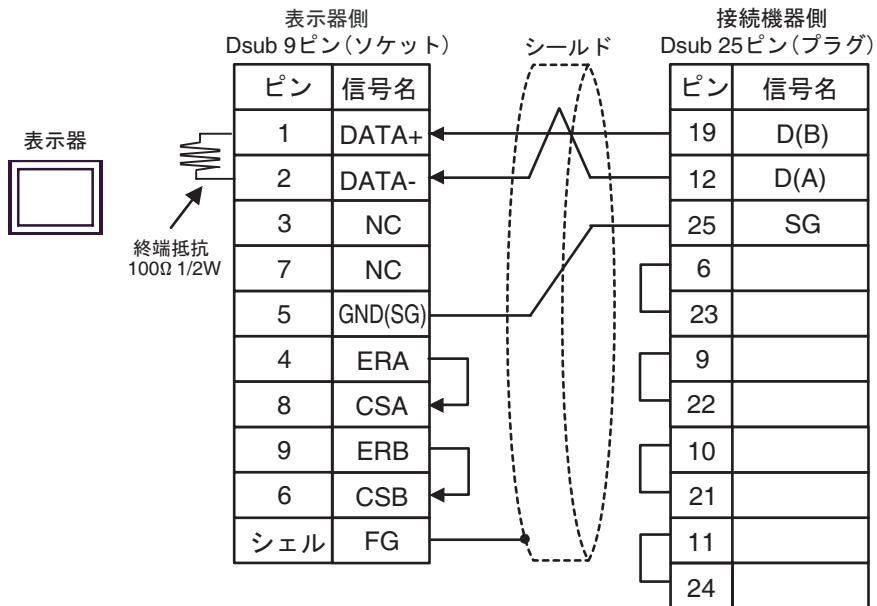 表示器側
Dsub 9ピン(ソケット)
シールド
接続機器側
Dsub 25ピン(プラグ)
表示器
終端抵抗
100Ω 1/2W
ピン 信号名
1 DATA+
2 DATA-
3 NC
7 NC
5 GND(SG)
4 ERA
8 CSA
9 ERB
6 CSB
シェル FG
ピン 信号名
19 D(B)
12 D(A)
25 SG
6
23
9
22
10
21
11
24